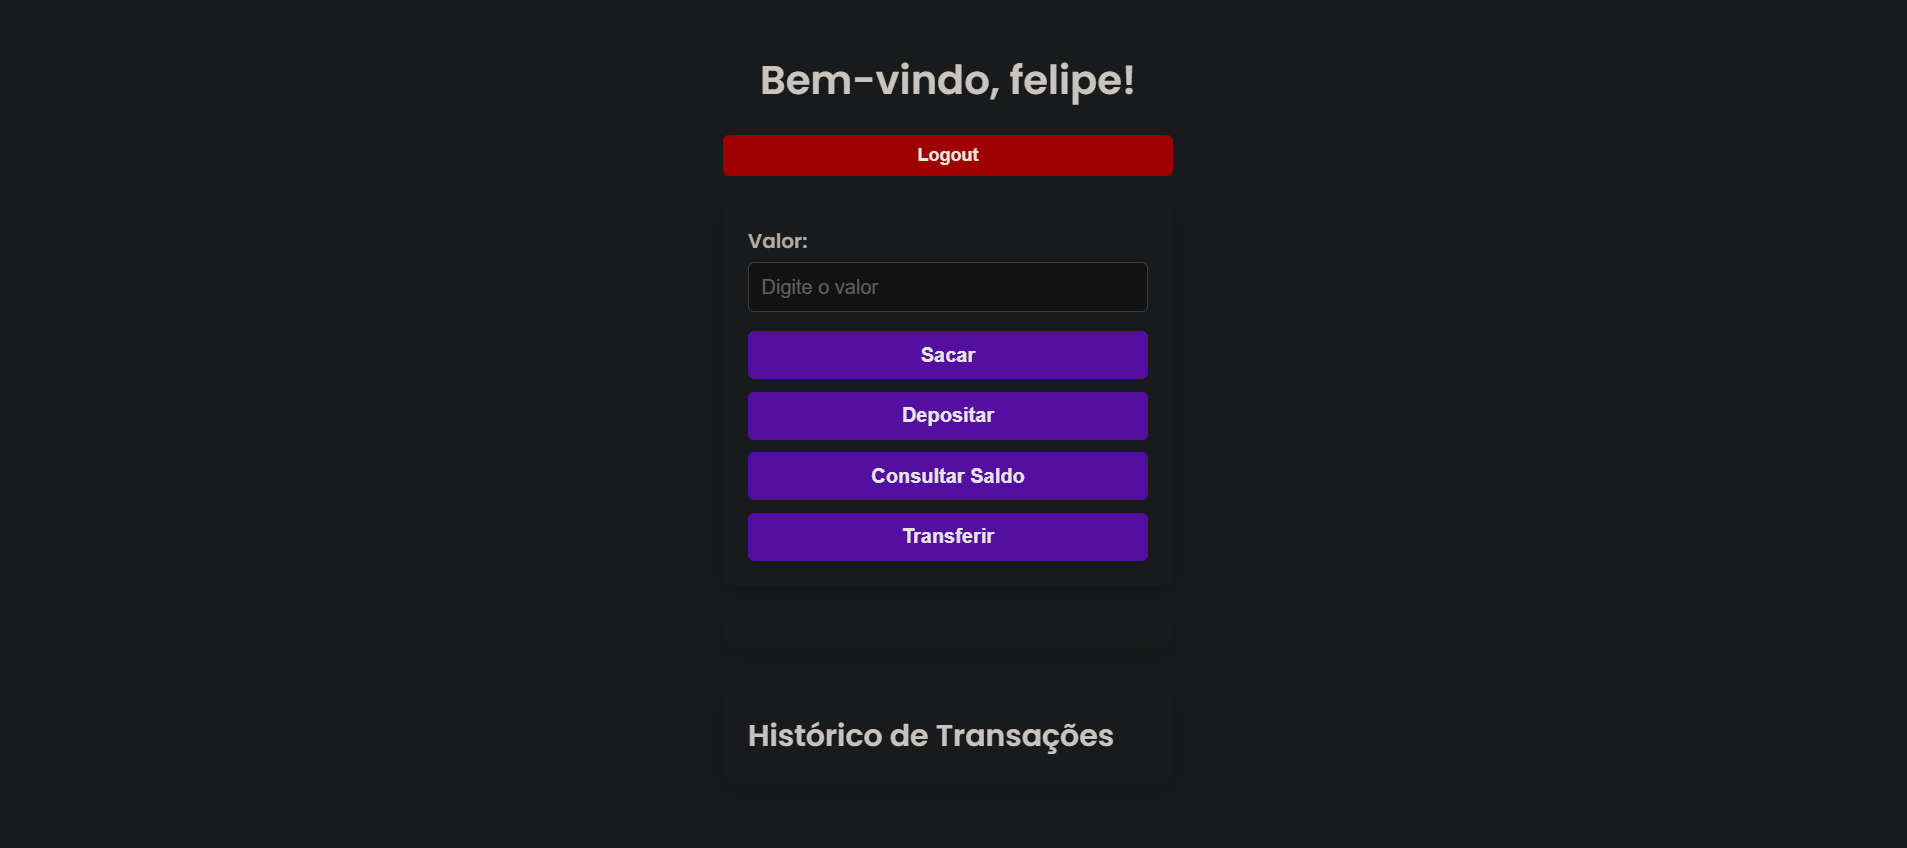 Bem-vindo, felipe!
Logout
Valor:
Digite o valor
Sacar
Depositar
Consultar Saldo
Transferir
Histórico de Transações